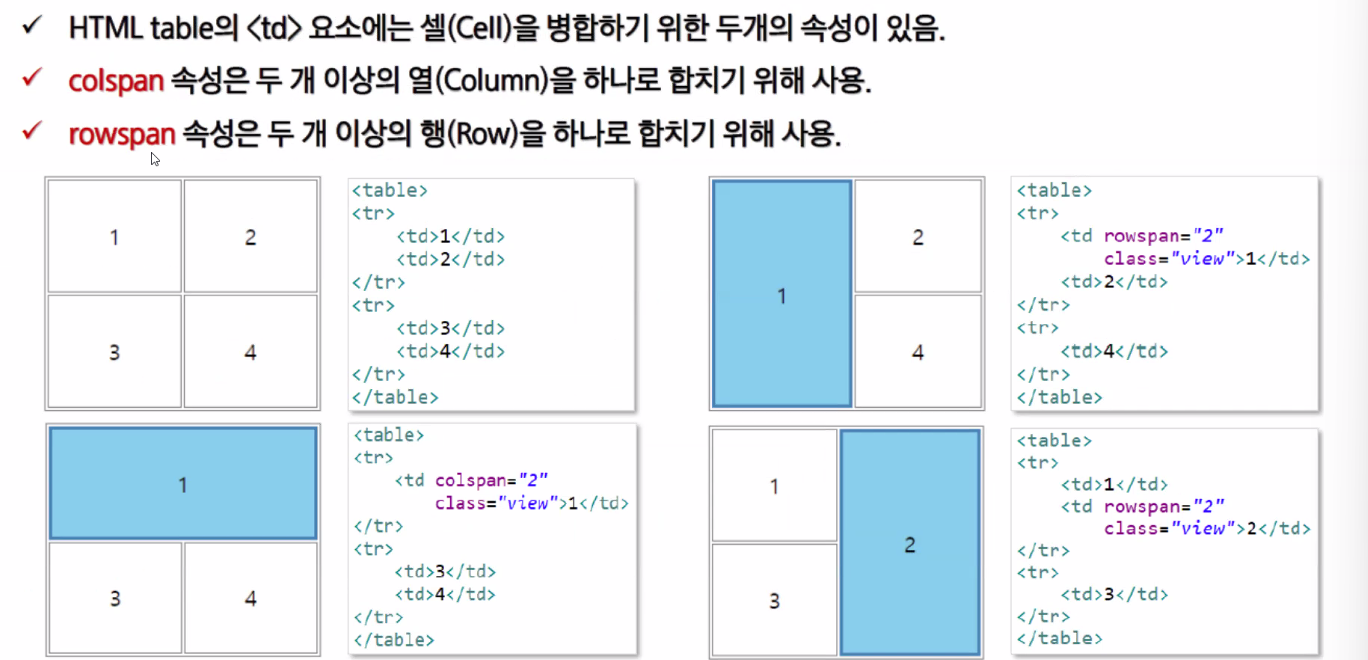 ✓ HTML table의 <td> 요소에는 셀(Cell)을 병합하기 위한 두개의 속성이 있음.
✓ colspan 속성은 두 개 이상의 열(Column)을 하나로 합치기 위해 사용.
✓ rowspan 속성은 두 개 이상의 행(Row)을 하나로 합치기 위해 사용.
1 2
3 4
<table>
<tr>
<td>1</td>
<td>2</td>
</tr>
<tr>
<td>3</td>
<td>4</td>
</tr>
</table>
1 2
4
<table>
<tr>
<td rowspan="2"
class="view">1</td>
<td>2</td>
</tr>
<tr>
<td>4</td>
</tr>
</table>
1
3 4
<table>
<tr>
<td colspan="2"
class="view">1</td>
</tr>
<tr>
<td>3</td>
<td>4</td>
</tr>
</table>
1
2
3
<table>
<tr>
<td>1</td>
<td rowspan="2"
class="view">2</td>
</tr>
<tr>
<td>3</td>
</tr>
</table>